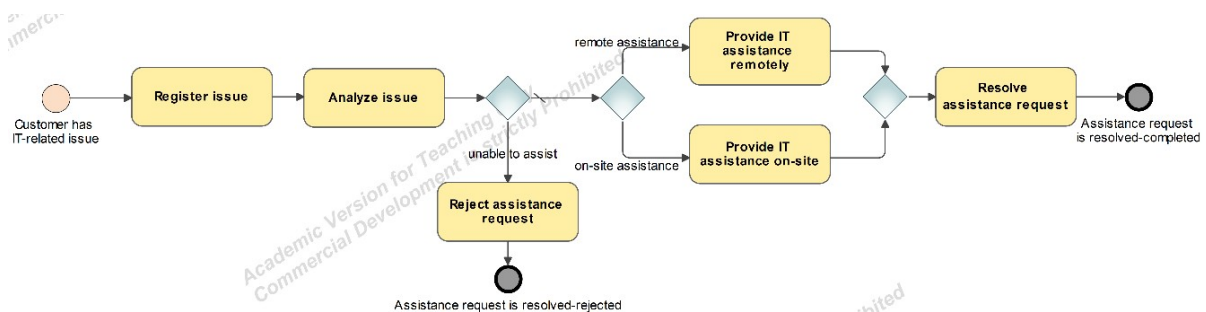 Customer has
IT-related issue
Register issue
Analyze issue
unable to assist
Reject assistance
request
Assistance request is resolved-rejected
remote assistance
on-site assistance
Provide IT
assistance
remotely
Provide IT
assistance on-site
Resolve
assistance request
Assistance request
is resolved-completed
Academic Version for Teaching
Commercial Development is strictly Prohibited